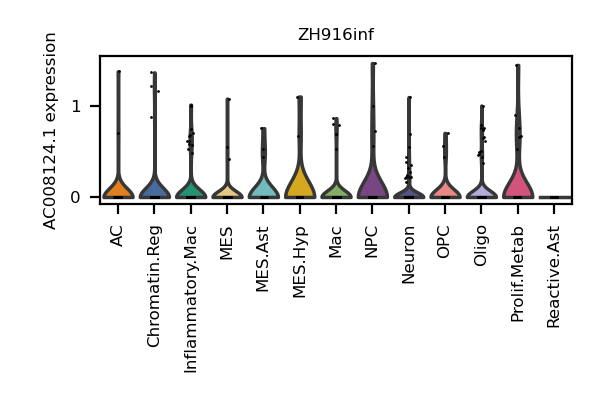 ZH916inf
AC008124.1 expression
1
0
AC
Chromatin.Reg
Inflammatory.Mac
MES
MES.Ast
MES.Hyp
Mac
NPC
Neuron
OPC
Oligo
Prolif.Metab
Reactive.Ast